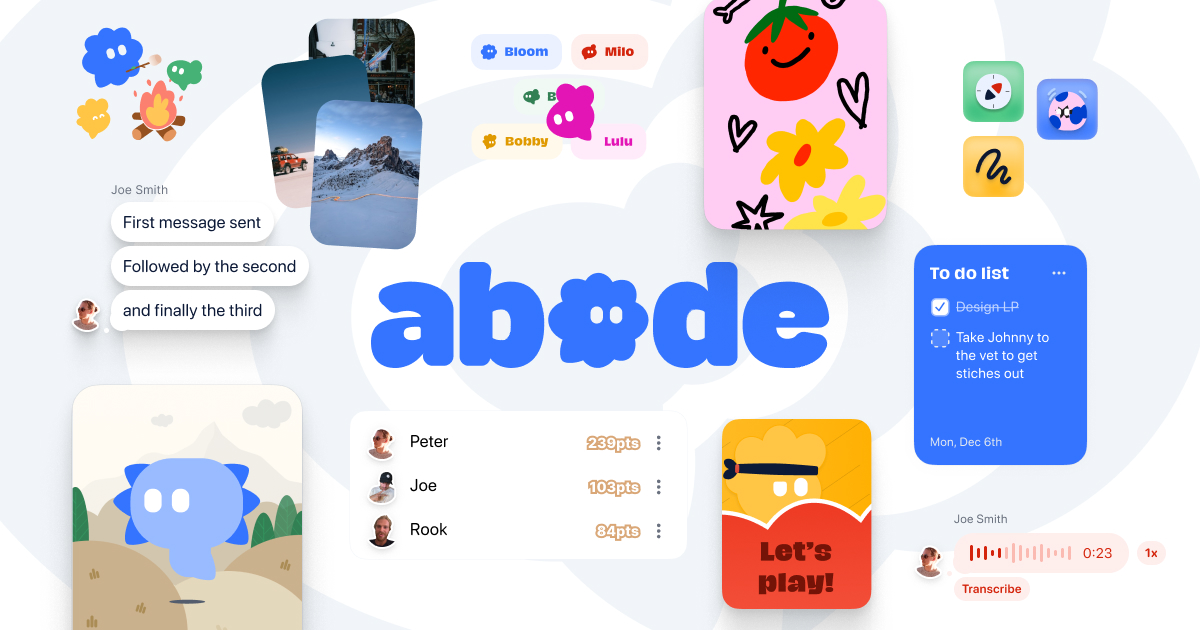 Bloom
Milo
B
Bobby
Lulu
Joe Smith
First message sent
Followed by the second
and finally the third
abode
To do list
Design LP
Take Johnny to
the vet to get
stiches out
Mon, Dec 6th
Peter
239pts
Joe
103pts
Rook
84pts
Let's
play!
Joe Smith
0:23
1x
Transcribe